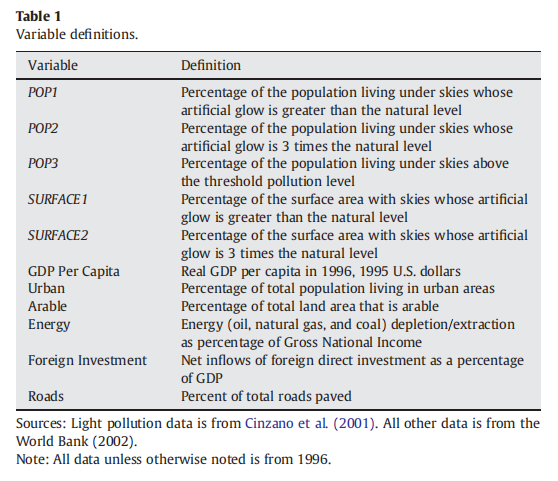 Table 1
Variable definitions.
Variable Definition
POP1 Percentage of the population living under skies whose
artificial glow is greater than the natural level
POP2 Percentage of the population living under skies whose
artificial glow is 3 times the natural level
POP3 Percentage of the population living under skies above
the threshold pollution level
SURFACE1 Percentage of the surface area with skies whose artificial
glow is greater than the natural level
SURFACE2 Percentage of the surface area with skies whose artificial
glow is 3 times the natural level
GDP Per Capita Real GDP per capita in 1996, 1995 U.S. dollars
Urban Percentage of total population living in urban areas
Arable Percentage of total land area that is arable
Energy Energy (oil, natural gas, and coal) depletion/extraction
as percentage of Gross National Income
Foreign Investment Net inflows of foreign direct investment as a percentage
of GDP
Roads Percent of total roads paved
Sources: Light pollution data is from Cinzano et al. (2001). All other data is from the
World Bank (2002).
Note: All data unless otherwise noted is from 1996.